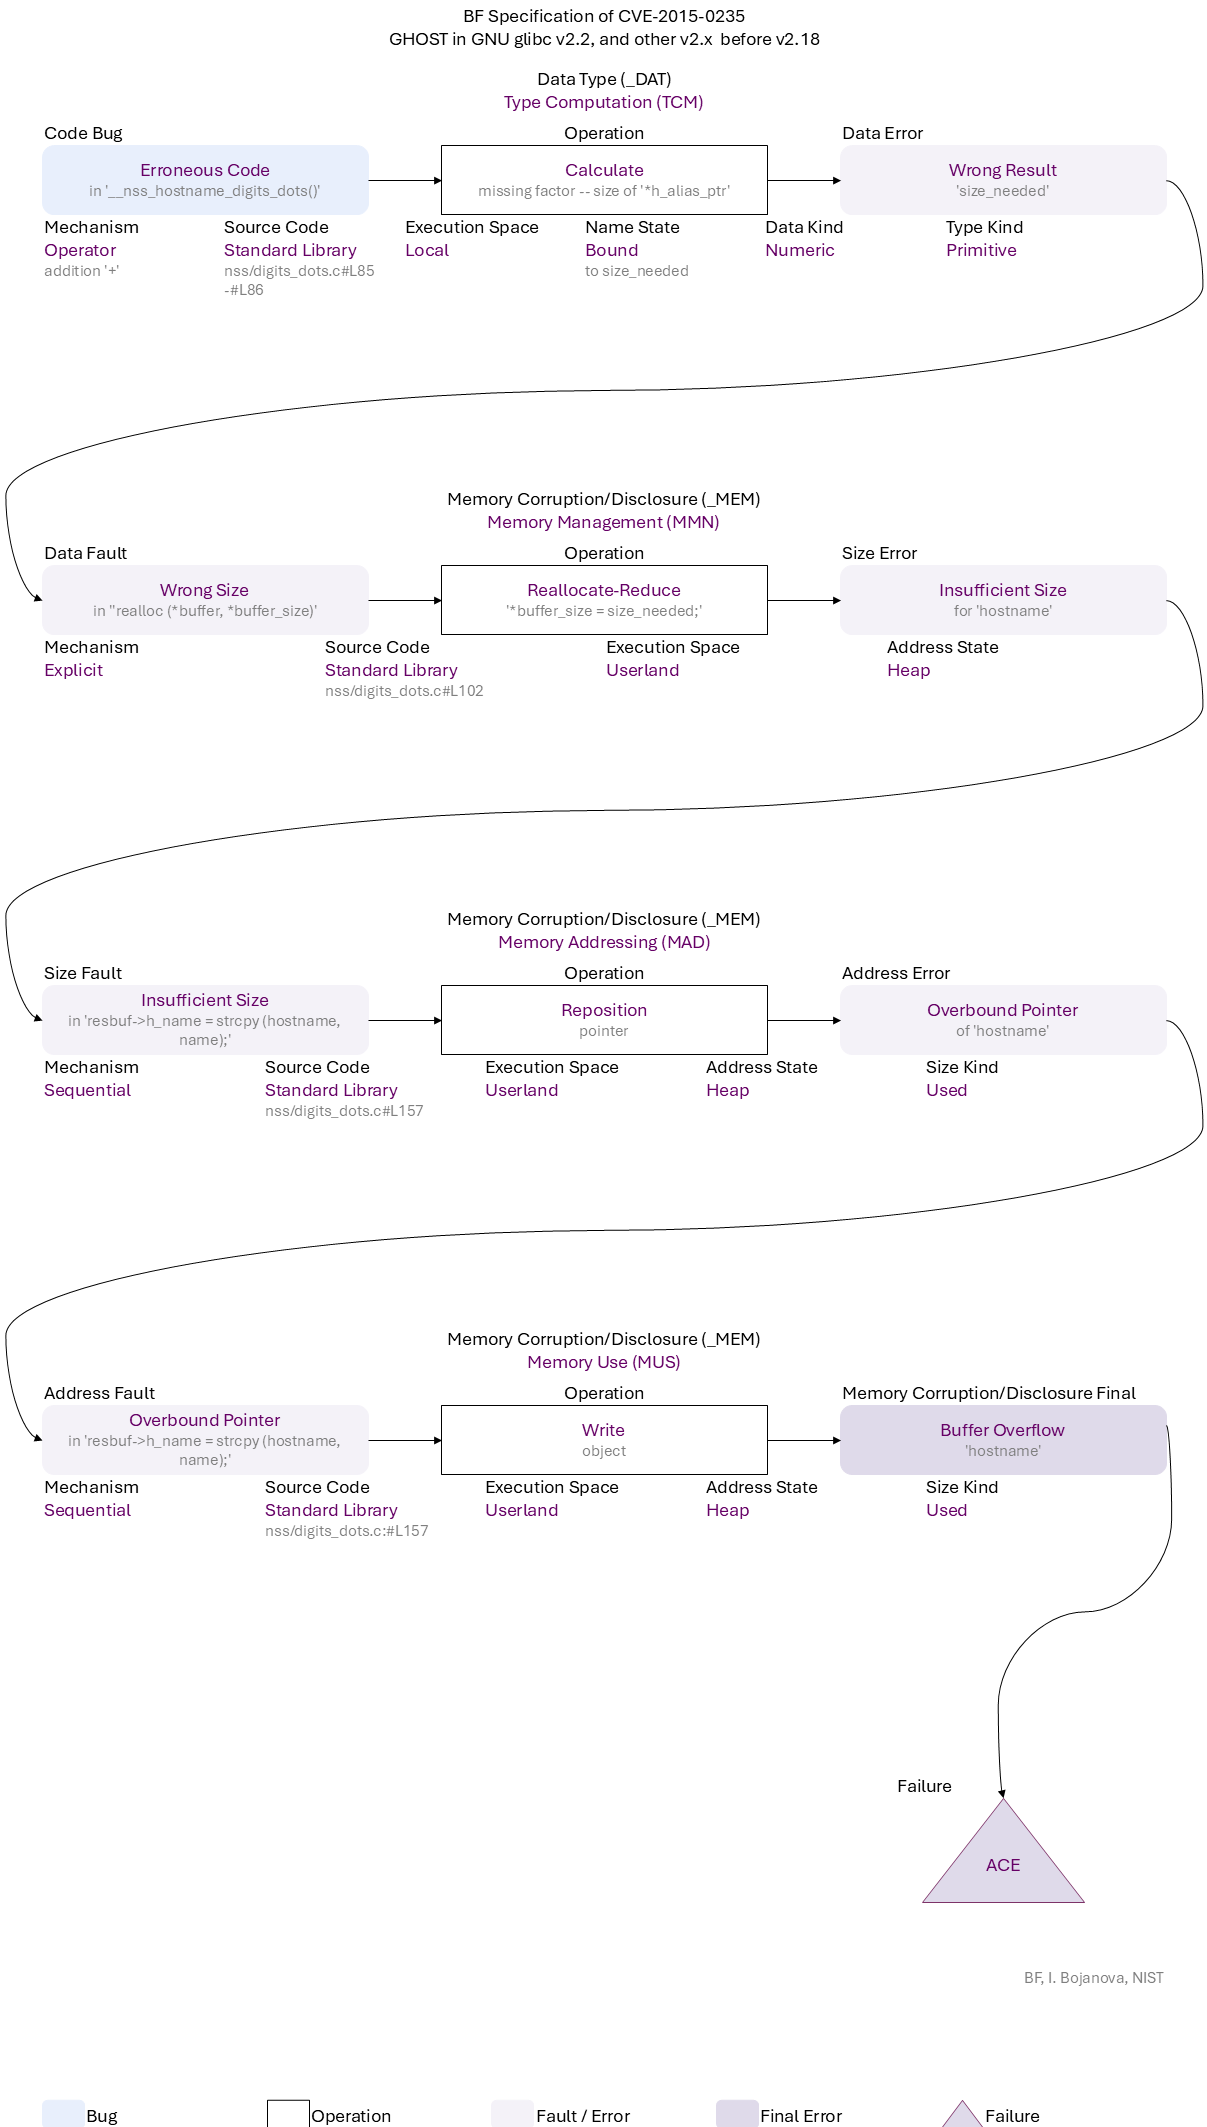 BF Specification of CVE-2015-0235
GHOST in GNU glibc v2.2, and other v2.x before v2.18
Data Type (_DAT)
Type Computation (TCM)
Code Bug
Operation
Data Error
Erroneous Code
in '__nss_hostname_digits_dots()'
Calculate
missing factor -- size of '*h_alias_ptr'
Wrong Result
'size_needed'
Mechanism
Operator
addition '+'
Source Code
Standard Library
nss/digits_dots.c#L85
-#L86
Execution Space
Local
Name State
Bound
to size_needed
Data Kind
Numeric
Type Kind
Primitive
Memory Corruption/Disclosure (_MEM)
Memory Management (MMN)
Data Fault
Operation
Size Error
Wrong Size
in "realloc (*buffer, *buffer_size)'
Reallocate-Reduce
'*buffer_size = size_needed;'
Insufficient Size
for 'hostname'
Mechanism
Explicit
Source Code
Standard Library
nss/digits_dots.c#L102
Execution Space
Userland
Address State
Heap
Memory Corruption/Disclosure (_MEM)
Memory Addressing (MAD)
Size Fault
Operation
Address Error
Insufficient Size
in 'resbuf->h_name = strcpy (hostname,
name);'
Reposition
pointer
Overbound Pointer
of 'hostname'
Mechanism
Sequential
Source Code
Standard Library
nss/digits_dots.c#L157
Execution Space
Userland
Address State
Heap
Size Kind
Used
Memory Corruption/Disclosure (_MEM)
Memory Use (MUS)
Address Fault
Operation
Memory Corruption/Disclosure Final
Overbound Pointer
in 'resbuf->h_name = strcpy (hostname,
name);'
Write
object
Buffer Overflow
'hostname'
Mechanism
Sequential
Source Code
Standard Library
nss/digits_dots.c:#L157
Execution Space
Userland
Address State
Heap
Size Kind
Used
Failure
ACE
BF, I. Bojanova, NIST
Bug
Operation
Fault / Error
Final Error
Failure